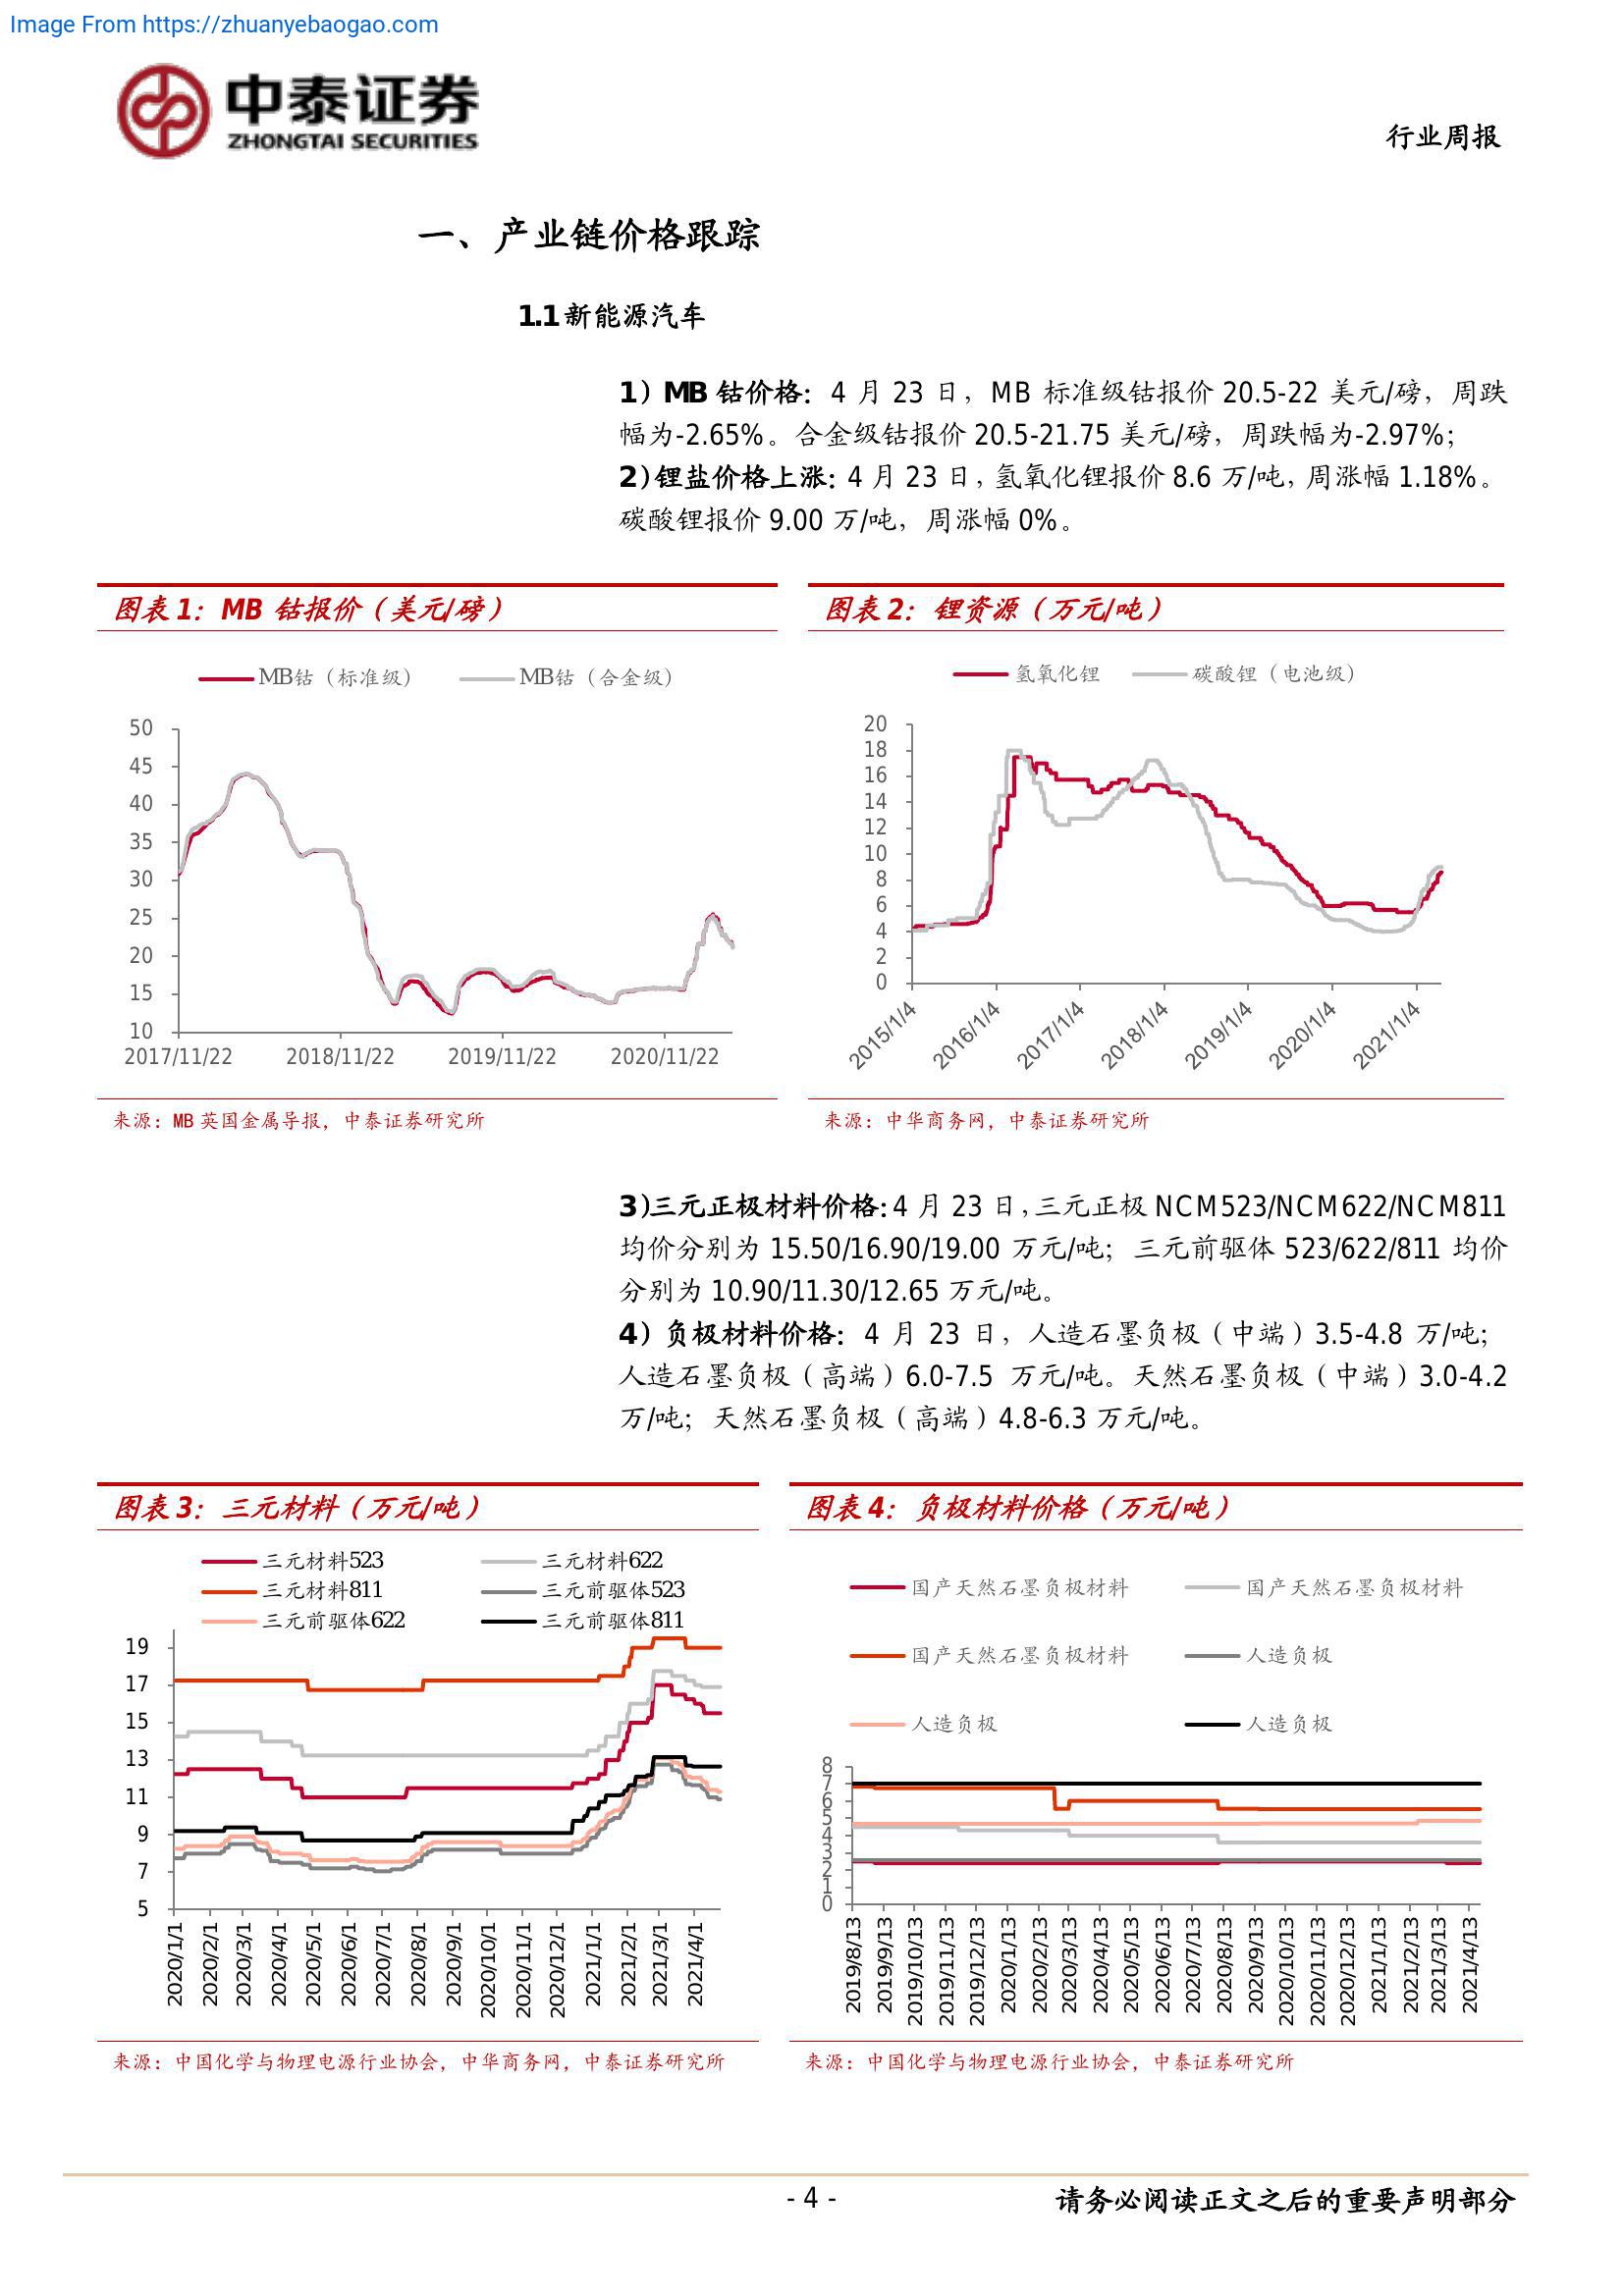 Image From https://zhuanyebaogao.com
中泰证券
ZHONGTAI SECURITIES
行业周报
一、产业链价格跟踪
1.1 新能源汽车
1）MB 钴价格：4 月 23 日，MB 标准级钴报价 20.5-22 美元/磅，周跌
幅为-2.65%。合金级钴报价 20.5-21.75 美元/磅，周跌幅为-2.97%；
2)锂盐价格上涨：4 月 23 日，氢氧化锂报价 8.6 万/吨，周涨幅 1.18%。
碳酸锂报价 9.00 万/吨，周涨幅 0%。
图表 1：MB 钴报价（美元/磅）
MB钴（标准级） MB钴（合金级）
50
45
40
35
30
25
20
15
10
2017/11/22 2018/11/22 2019/11/22 2020/11/22
来源：MB 英国金属导报，中泰证券研究所
图表 2：锂资源（万元/吨）
氢氧化锂 碳酸锂（电池级）
20
18
16
14
12
10
8
6
4
2
0
2015/1/4 2016/1/4 2017/1/4 2018/1/4 2019/1/4 2020/1/4 2021/1/4
来源：中华商务网，中泰证券研究所
3)三元正极材料价格：4 月 23 日，三元正极 NCM523/NCM622/NCM811
均价分别为 15.50/16.90/19.00 万元/吨；三元前驱体 523/622/811 均价
分别为 10.90/11.30/12.65 万元/吨。
4）负极材料价格：4 月 23 日，人造石墨负极（中端）3.5-4.8 万/吨；
人造石墨负极（高端）6.0-7.5 万元/吨。天然石墨负极（中端）3.0-4.2
万/吨；天然石墨负极（高端）4.8-6.3 万元/吨。
图表 3：三元材料（万元/吨）
三元材料523 三元材料622
三元材料811 三元前驱体523
三元前驱体622 三元前驱体811
19
17
15
13
11
9
7
5
2020/1/1 2020/2/1 2020/3/1 2020/4/1 2020/5/1 2020/6/1 2020/7/1 2020/8/1 2020/9/1 2020/10/1 2020/11/1 2020/12/1 2021/1/1 2021/2/1 2021/3/1 2021/4/1
来源：中国化学与物理电源行业协会，中华商务网，中泰证券研究所
图表 4：负极材料价格（万元/吨）
国产天然石墨负极材料 国产天然石墨负极材料
国产天然石墨负极材料 人造负极
人造负极 人造负极
8
7
6
5
4
3
2
1
0
2019/8/13 2019/9/13 2019/10/13 2019/11/13 2019/12/13 2020/1/13 2020/2/13 2020/3/13 2020/4/13 2020/5/13 2020/6/13 2020/7/13 2020/8/13 2020/9/13 2020/10/13 2020/11/13 2020/12/13 2021/1/13 2021/2/13 2021/3/13 2021/4/13
来源：中国化学与物理电源行业协会，中泰证券研究所
- 4 -
请务必阅读正文之后的重要声明部分